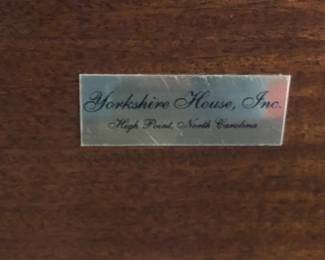 Yorkshire House, Inc.
High Point, North Carolina